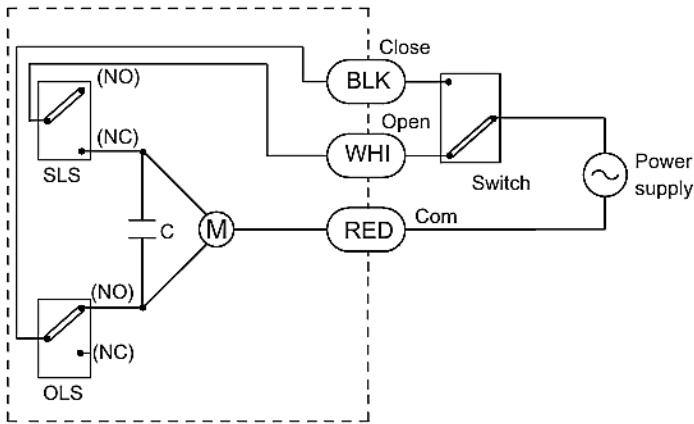 Close
(NO)
BLK
Open
(NC)
WHI
SLS
Switch
Power
supply
C
M
RED
Com
(NO)
(NC)
OLS